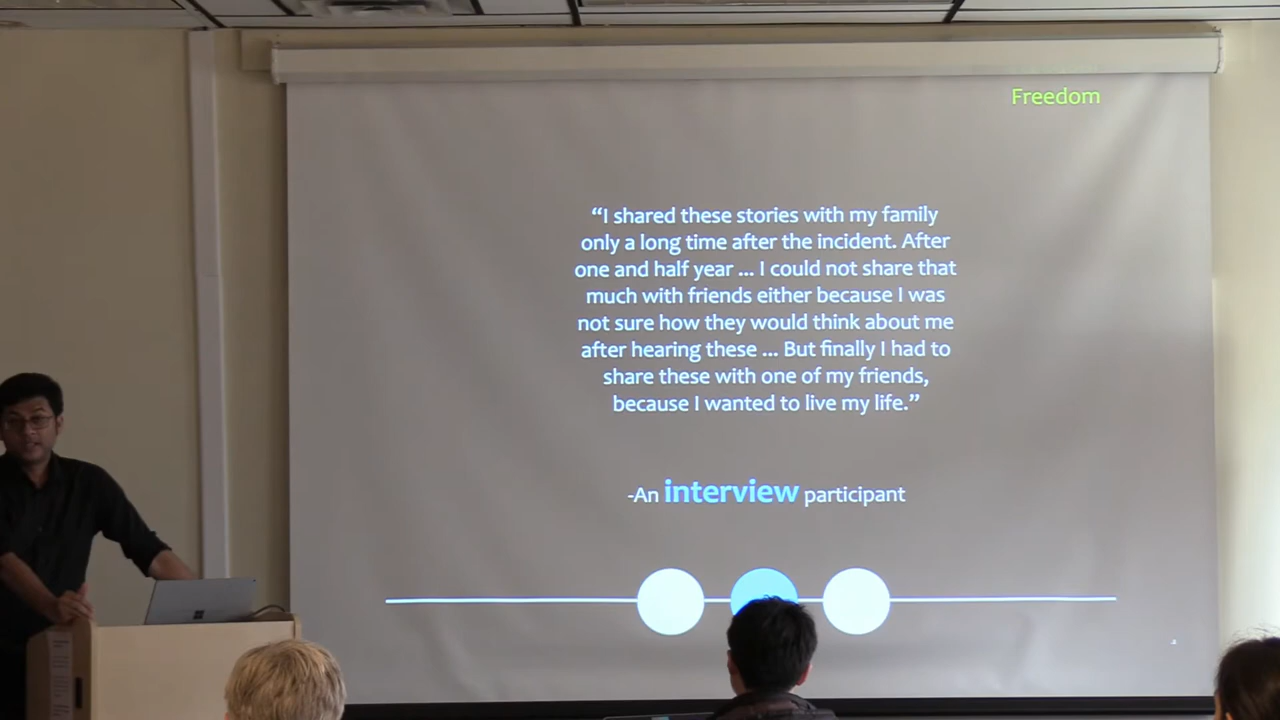 Freedom
“I shared these stories with my family
only a long time after the incident. After
one and half year ... I could not share that
much with friends either because I was
not sure how they would think about me
after hearing these ... But finally I had to
share these with one of my friends,
because I wanted to live my life.”
-An interview participant